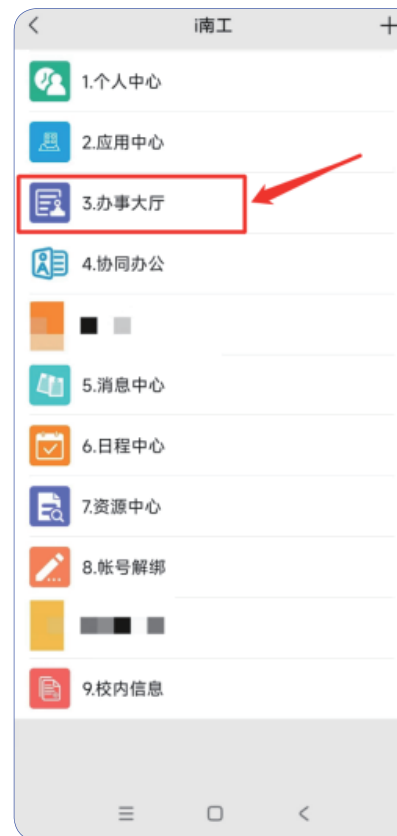 i南工
1.个人中心
2.应用中心
3.办事大厅
4.协同办公
5.消息中心
6.日程中心
7.资源中心
8.帐号解绑
9.校内信息